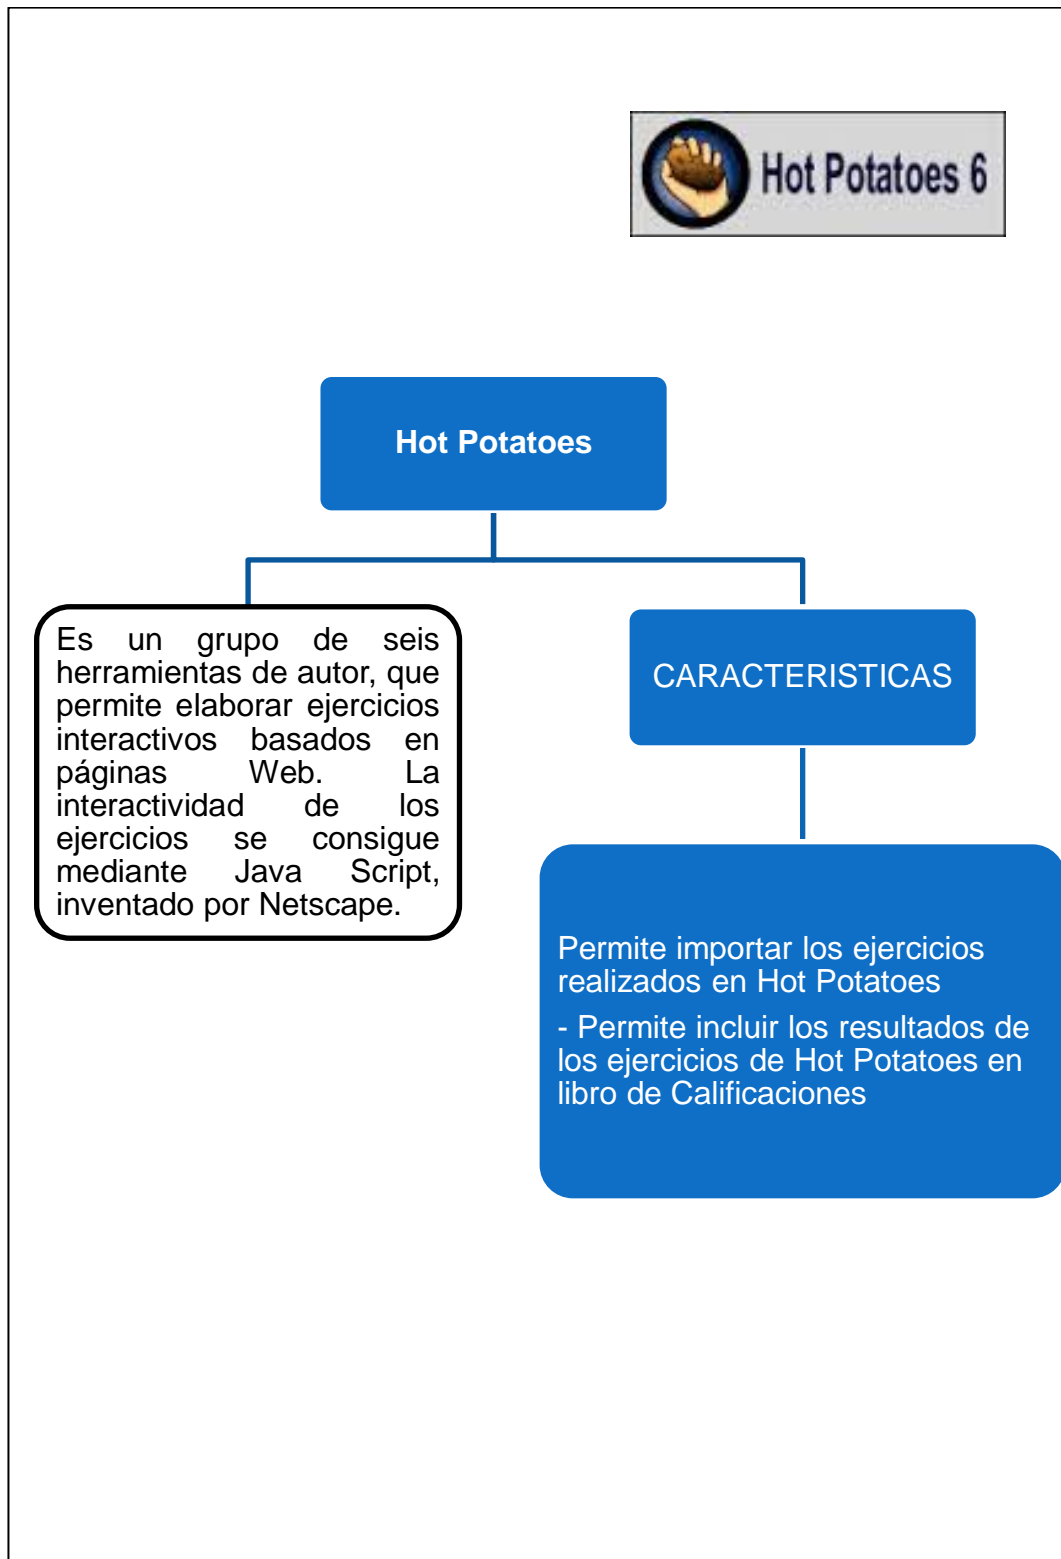 Hot Potatoes 6
Hot Potatoes
Es un grupo de seis
herramientas de autor, que
permite elaborar ejercicios
interactivos basados en
páginas Web. La
interactividad de los
ejercicios se consigue
mediante Java Script,
inventado por Netscape.
CARACTERISTICAS
Permite importar los ejercicios
realizados en Hot Potatoes
- Permite incluir los resultados de
los ejercicios de Hot Potatoes en
libro de Calificaciones